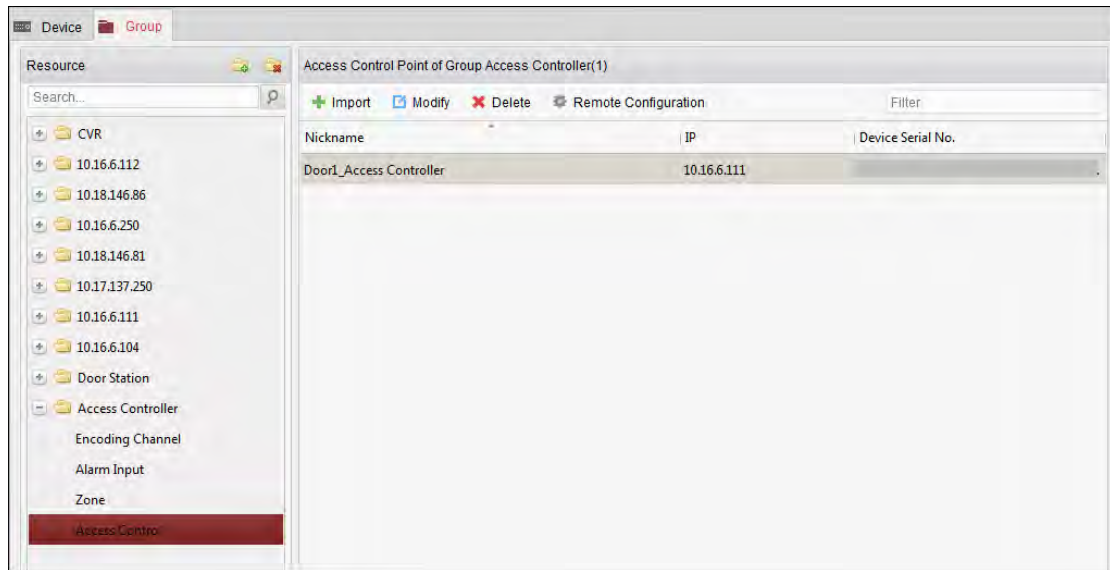 Device Group
Resource
Search...
CVR
10.16.6.112
10.18.146.86
10.16.6.250
10.18.146.81
10.17.137.250
10.16.6.111
10.16.6.104
Door Station
Access Controller
Encoding Channel
Alarm Input
Zone
Access Control
Access Control Point of Group Access Controller(1)
Import Modify Delete Remote Configuration Filter
Nickname IP Device Serial No.
Door1_Access Controller 10.16.6.111